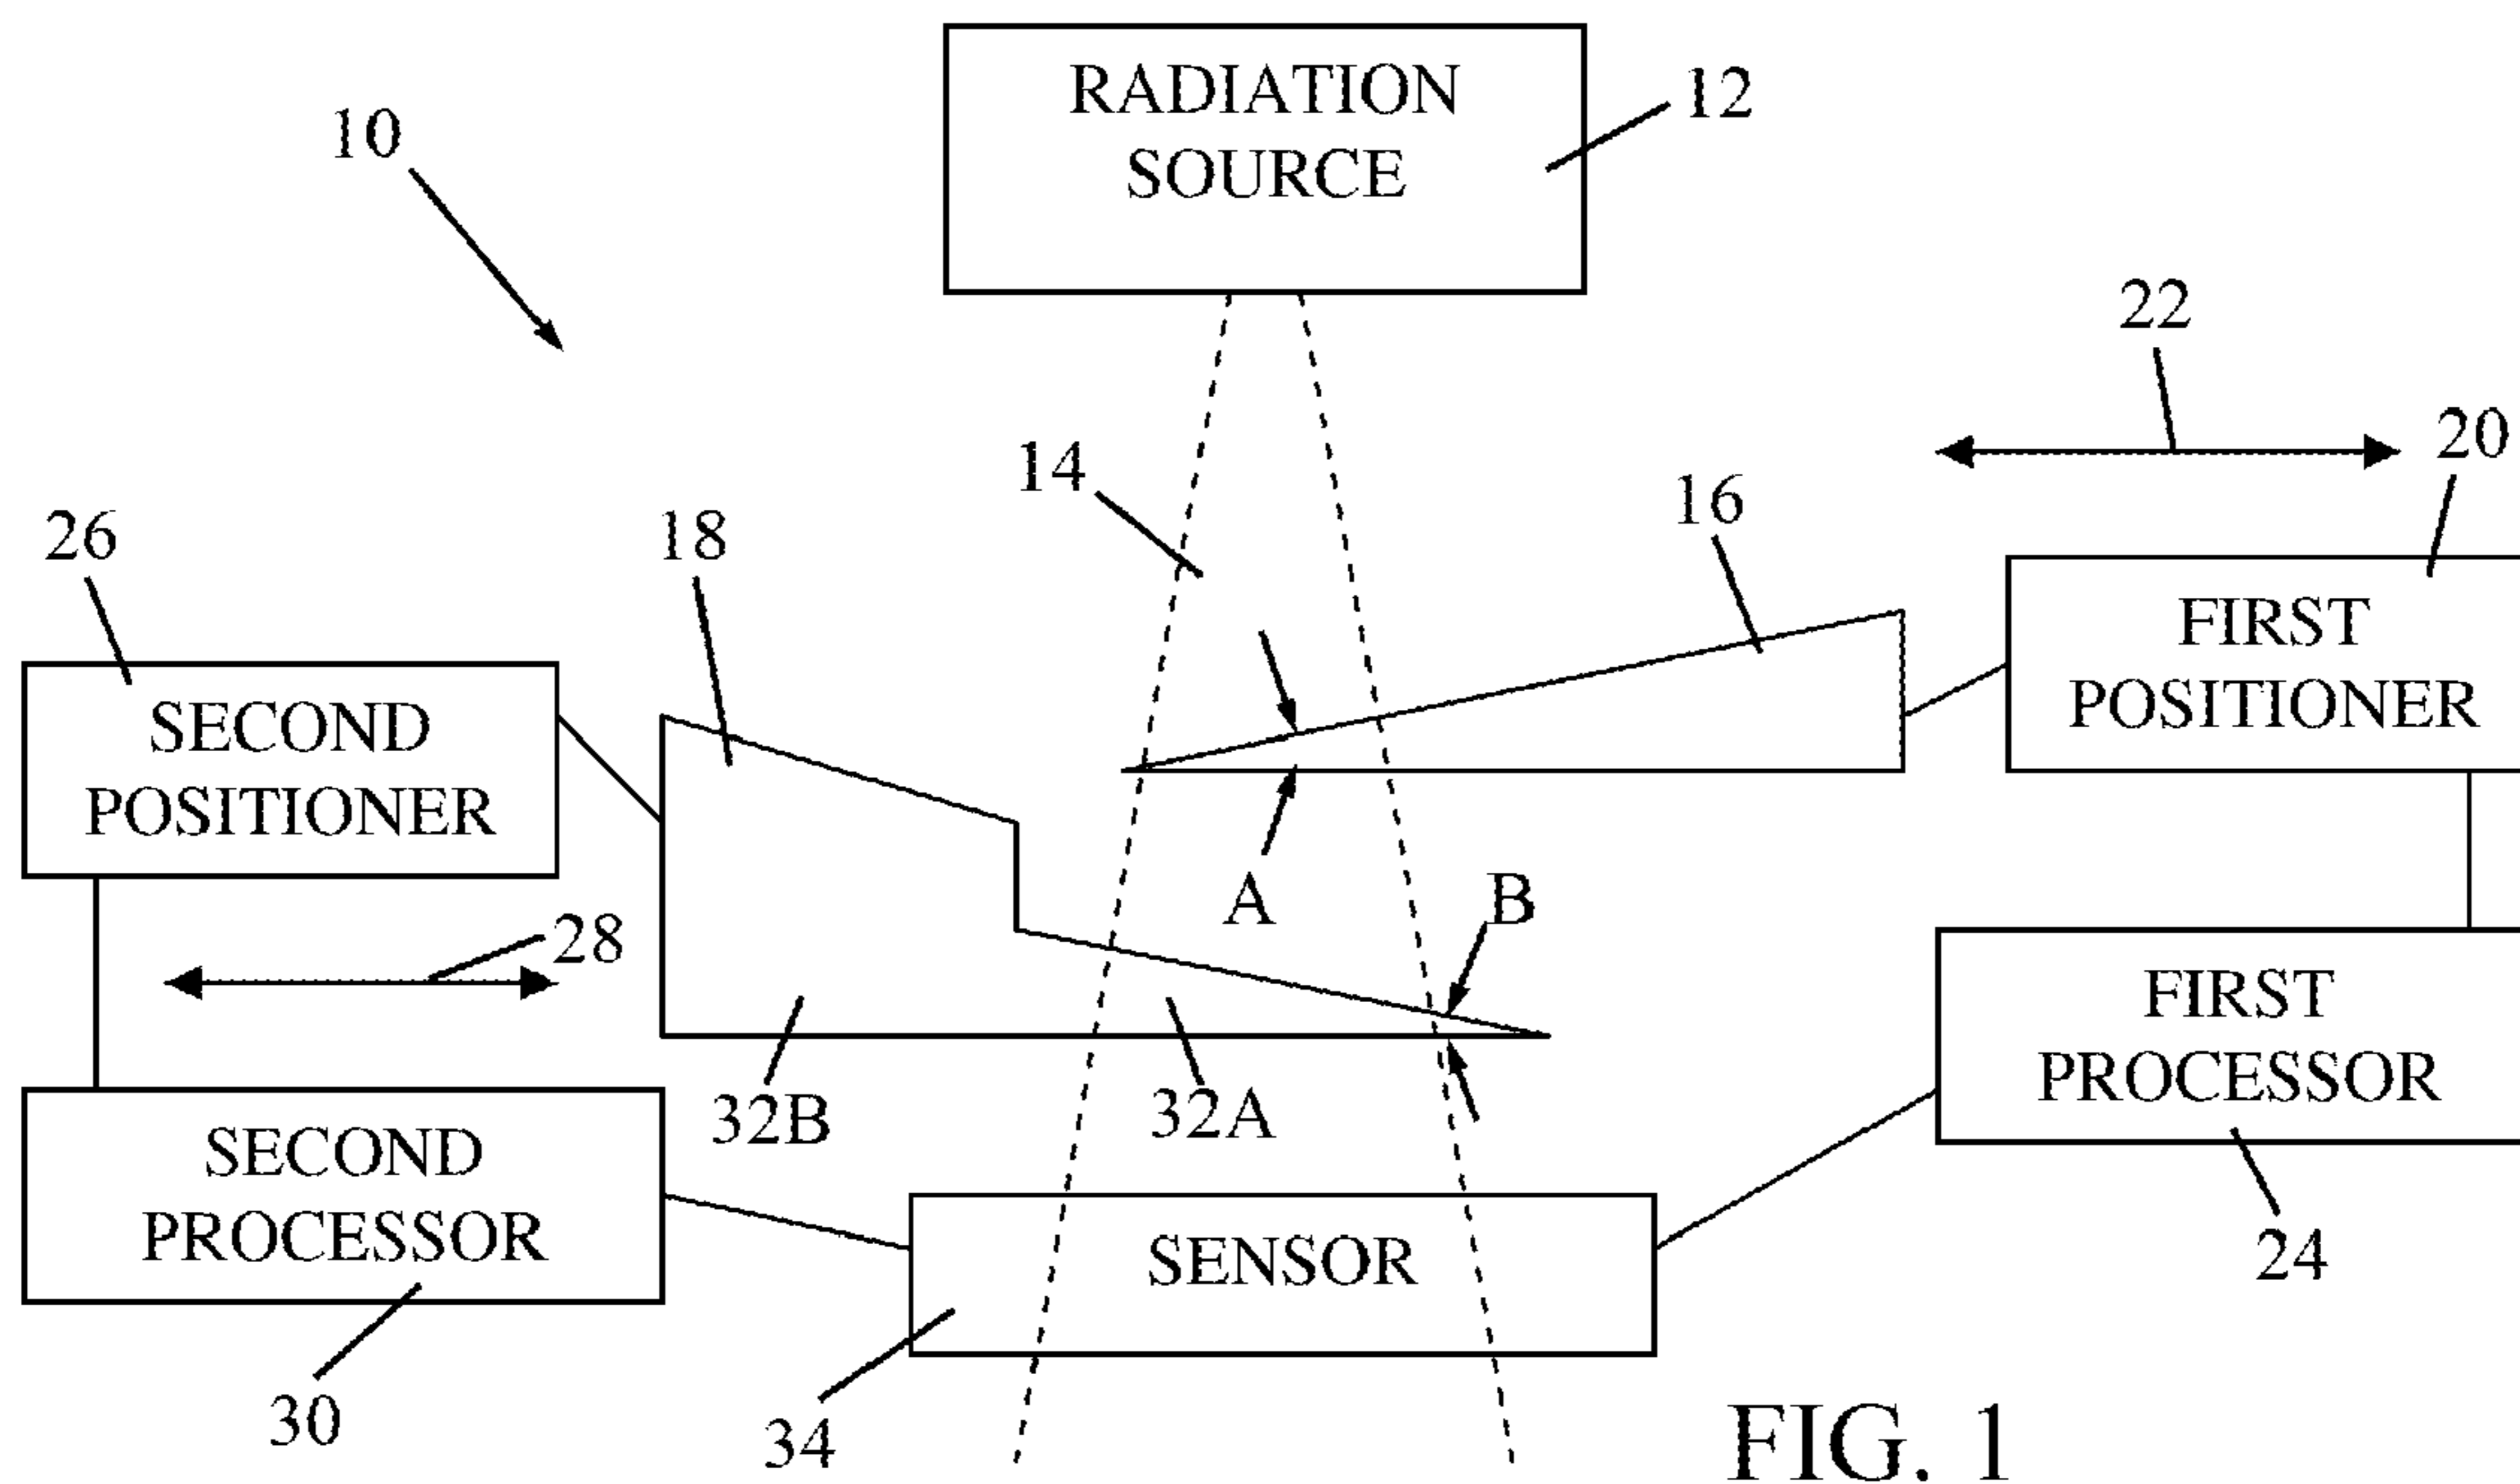 RADIATION
SOURCE
12
10
22
20
14
16
26
18
FIRST
POSITIONER
SECOND
POSITIONER
A
B
28
FIRST
PROCESSOR
32B
32A
SECOND
PROCESSOR
SENSOR
24
30
34
FIG. 1